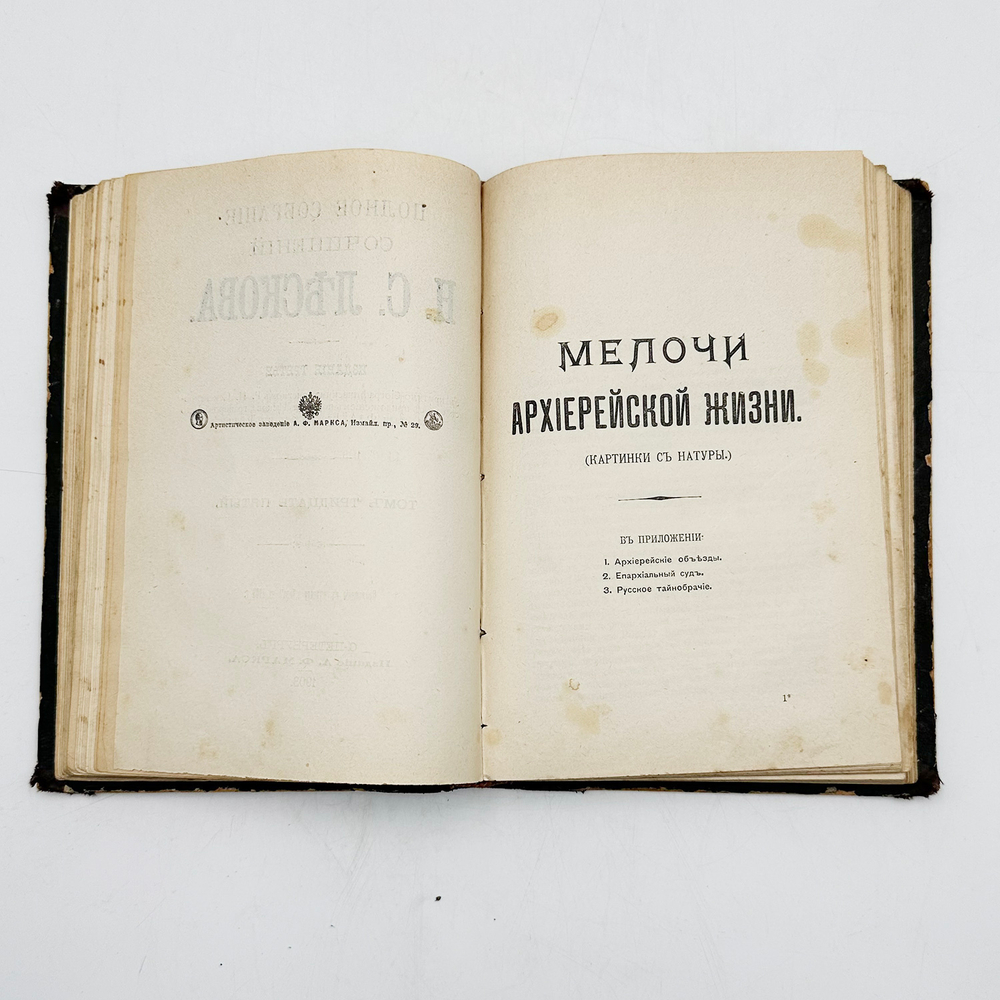 Артистическое заведеніе А. Ф. МАРКСА, Измайл. пр., № 29.
МЕЛОЧИ
АРХІЕРЕЙСКОЙ ЖИЗНИ.
(КАРТИНКИ СЪ НАТУРЫ.)
ВЪ ПРИЛОЖЕНІИ:
1. Архіерейскіе объѣзды.
2. Епархіальный судъ.
3. Русское тайнобрачіе.
1*